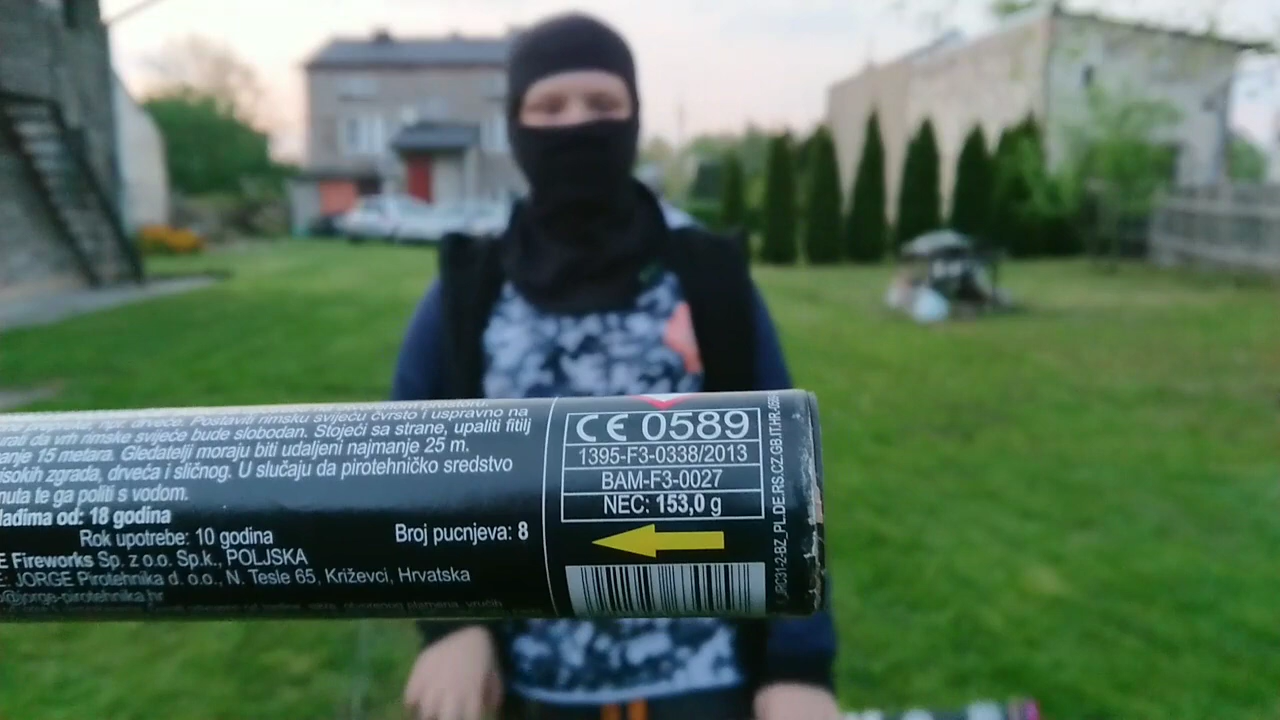 npr. drveće. Postaviti rimsku svijeću čvrsto i uspravno na
da vrh rimske svijeće bude slobodan. Stojeći sa strane, upaliti fitilj
15 metara. Gledatelji moraju biti udaljeni najmanje 25 m.
zgrada, drveća i sličnog. U slučaju da pirotehničko sredstvo
te ga politi s vodom.
od: 18 godina
Rok upotrebe: 10 godina
Broj pucnjeva: 8
Fireworks Sp. z o.o. Sp.k., POLJSKA
JORGE Pirotehnika d. o. o., N. Tesle 65, Križevci, Hrvatska
CE 0589
1395-F3-0338/2013
BAM-F3-0027
NEC: 153,0 g